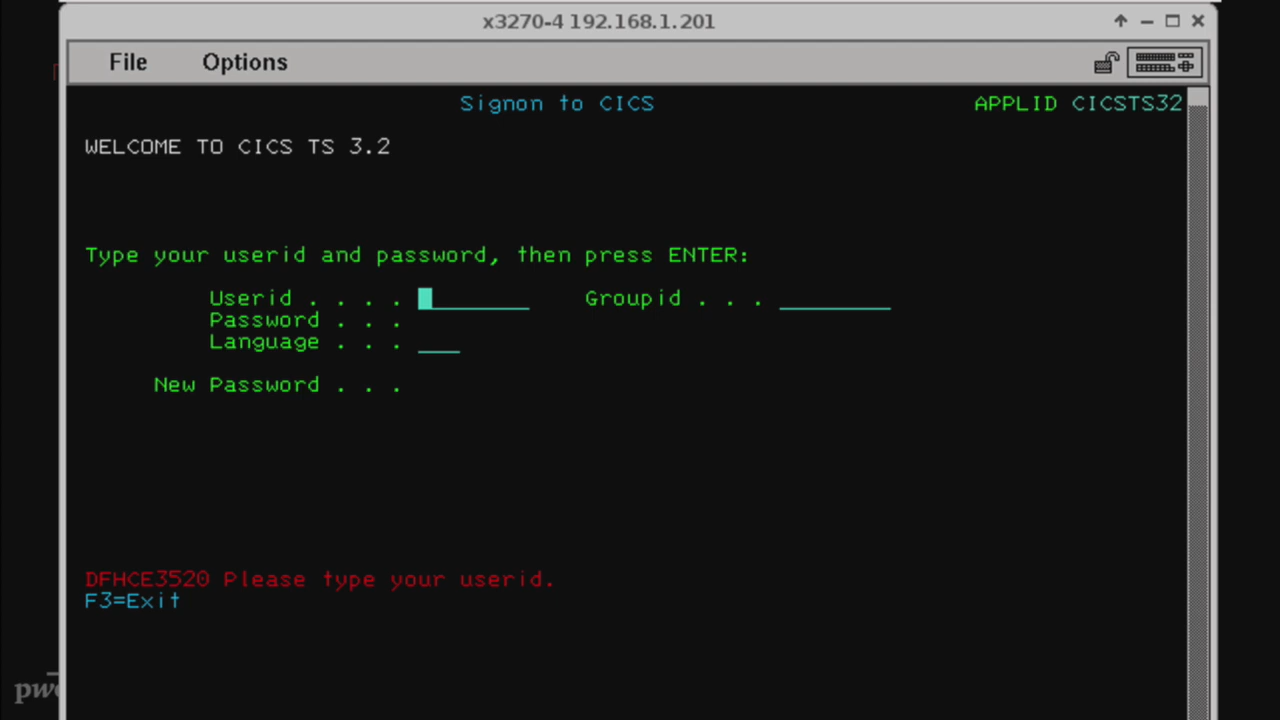 x3270-4 192.168.1.201
File Options
Signon to CICS APPLID CICSTS32
WELCOME TO CICS TS 3.2
Type your userid and password, then press ENTER:
Userid . . . . Groupid . . .
Password . . .
Language . . .
New Password . . .
DFHCE3520 Please type your userid.
F3=Exit